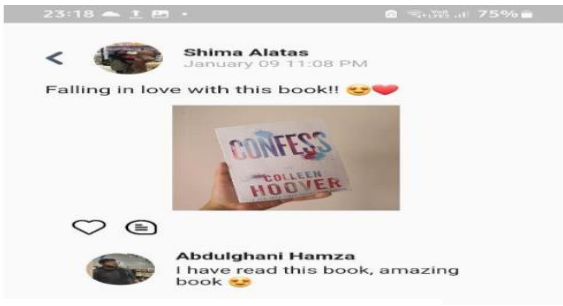 23:18 75%
Shima Alatas
January 09 11:08 PM
Falling in love with this book!! 😍❤️
CONFESS
COLLEEN
HOOVER
Abdulghani Hamza
I have read this book, amazing
book 😍